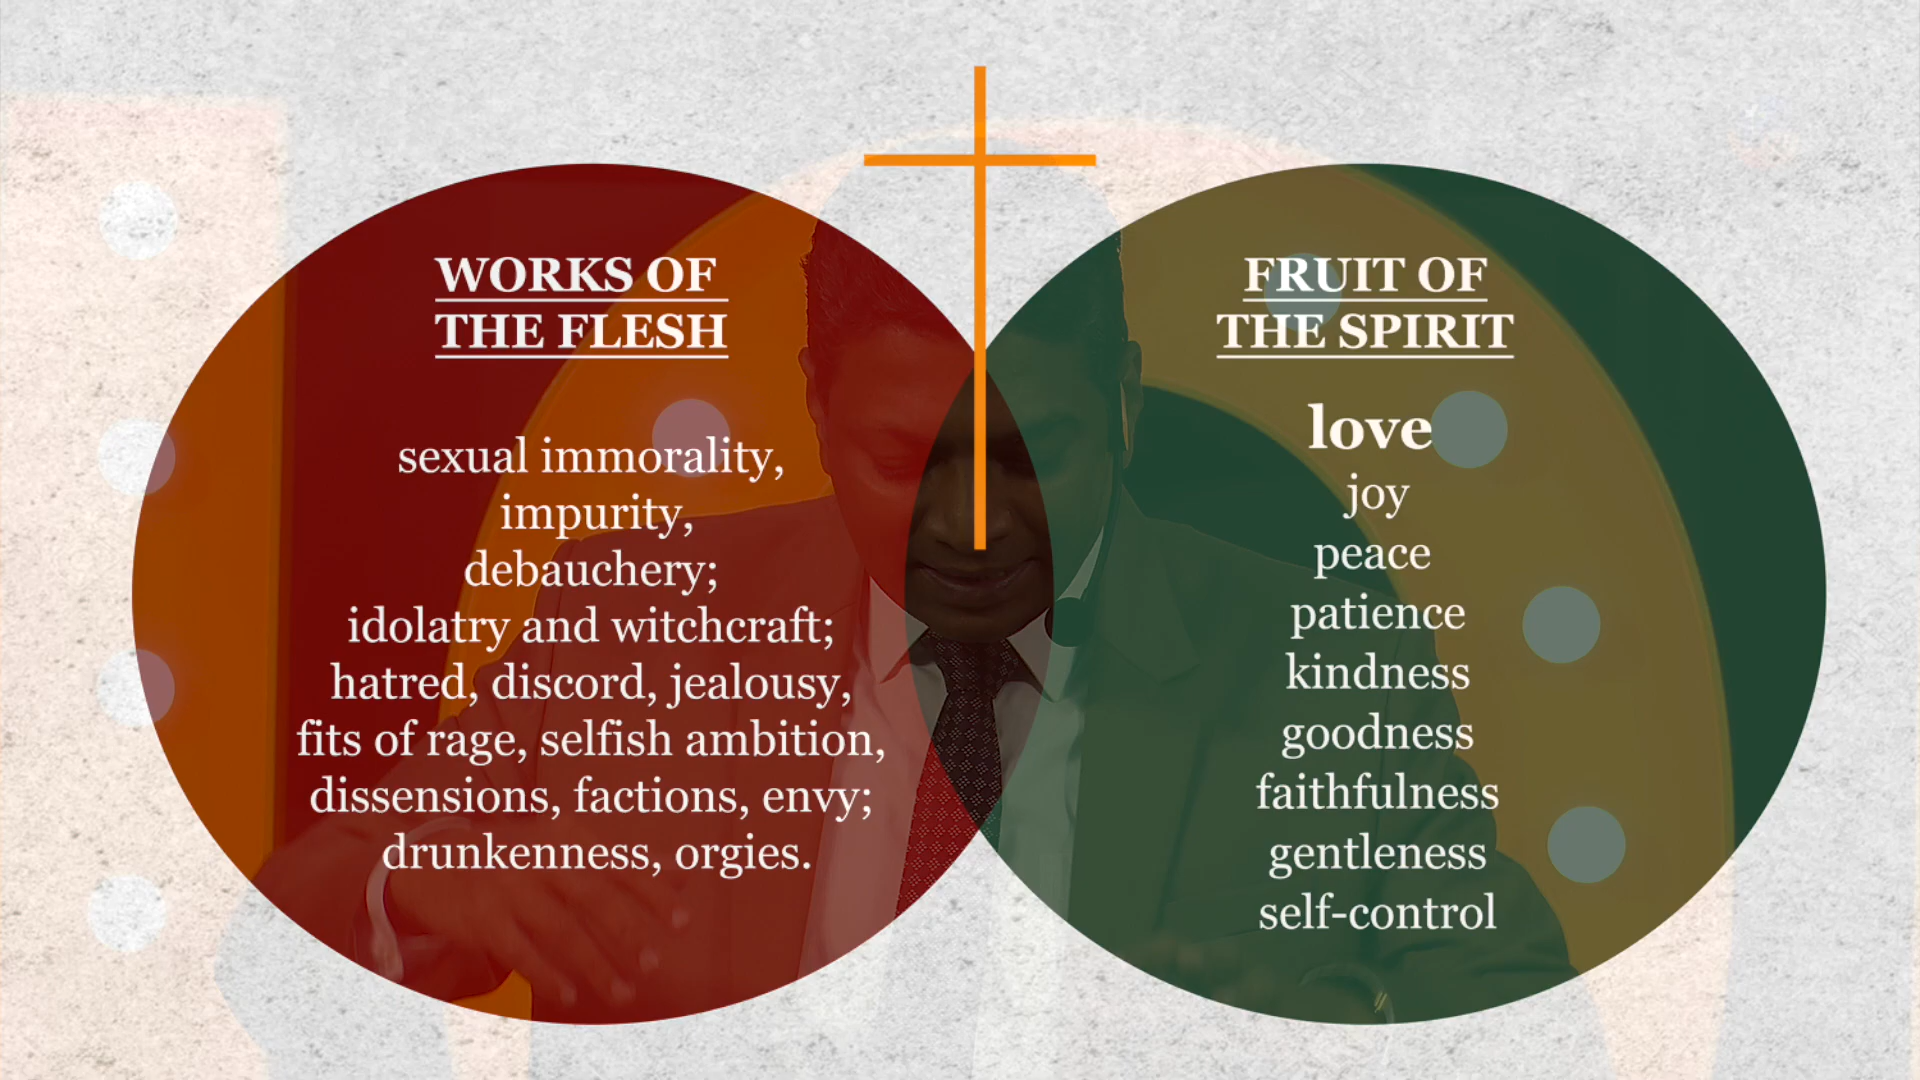 WORKS OF
THE FLESH
sexual immorality,
impurity,
debauchery;
idolatry and witchcraft;
hatred, discord, jealousy,
fits of rage, selfish ambition,
dissensions, factions, envy;
drunkenness, orgies.
FRUIT OF
THE SPIRIT
love
joy
peace
patience
kindness
goodness
faithfulness
gentleness
self-control